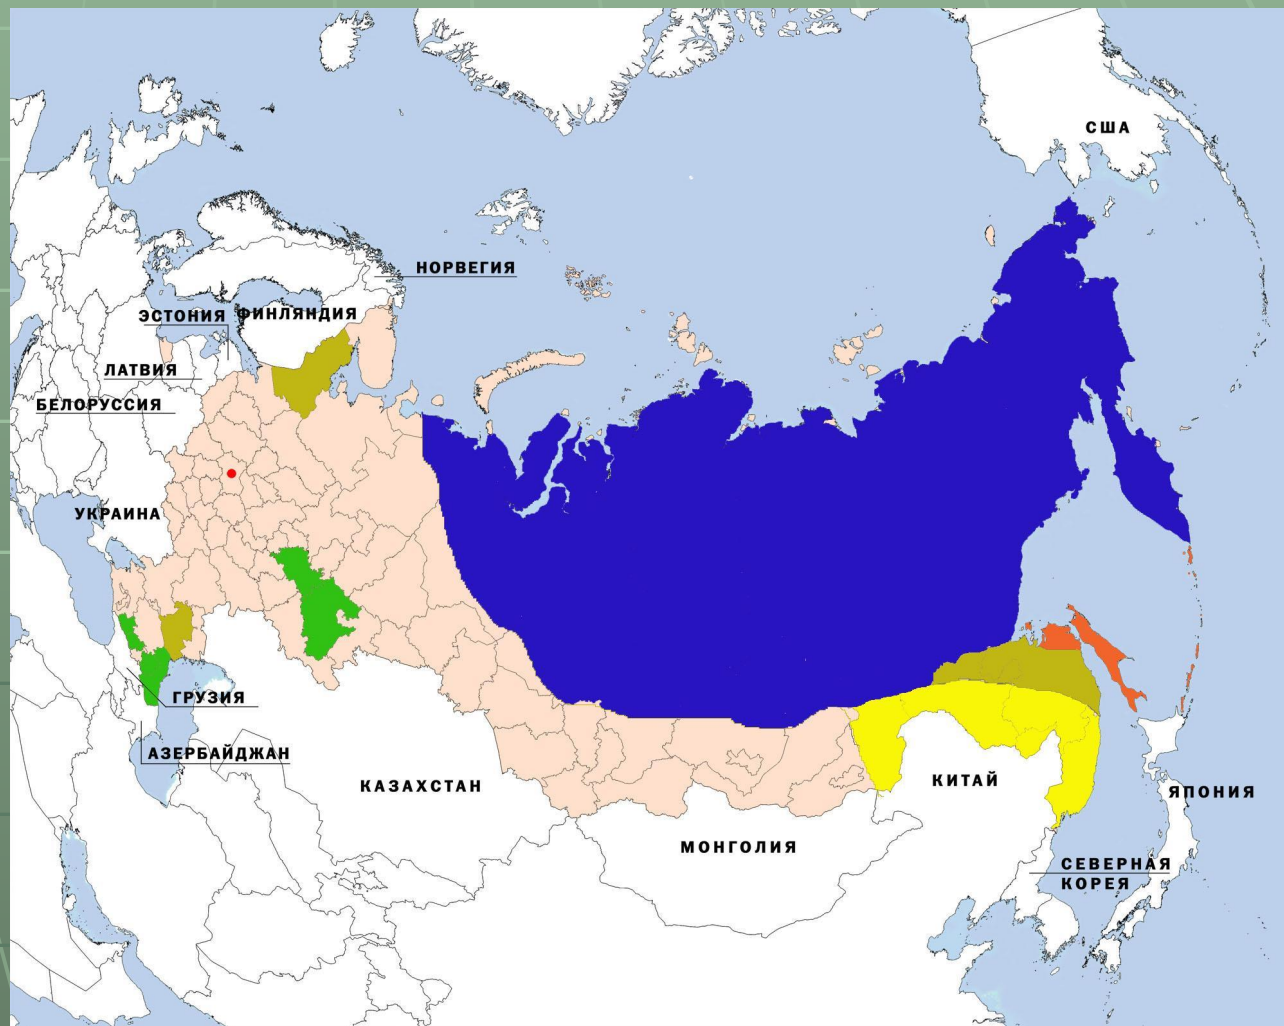 США
НОРВЕГИЯ
ЭСТОНИЯ
ФИНЛЯНДИЯ
ЛАТВИЯ
БЕЛОРУССИЯ
УКРАИНА
ГРУЗИЯ
АЗЕРБАЙДЖАН
КАЗАХСТАН
КИТАЙ
ЯПОНИЯ
МОНГОЛИЯ
СЕВЕРНАЯ
КОРЕЯ